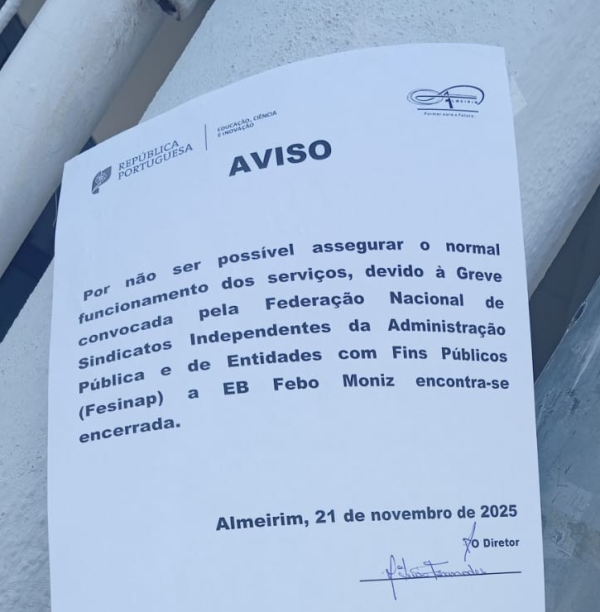 REPÚBLICA
PORTUGUESA
EDUCAÇÃO, CIÊNCIA
E INOVAÇÃO
ALMEIRIM
AVISO
Por não ser possível assegurar o normal
funcionamento dos serviços, devido à Greve
convocada pela Federação Nacional de
Sindicatos Independentes da Administração
Pública e de Entidades com Fins Públicos
(Fesinap) a EB Febo Moniz encontra-se
encerrada.
Almeirim, 21 de novembro de 2025
O Diretor